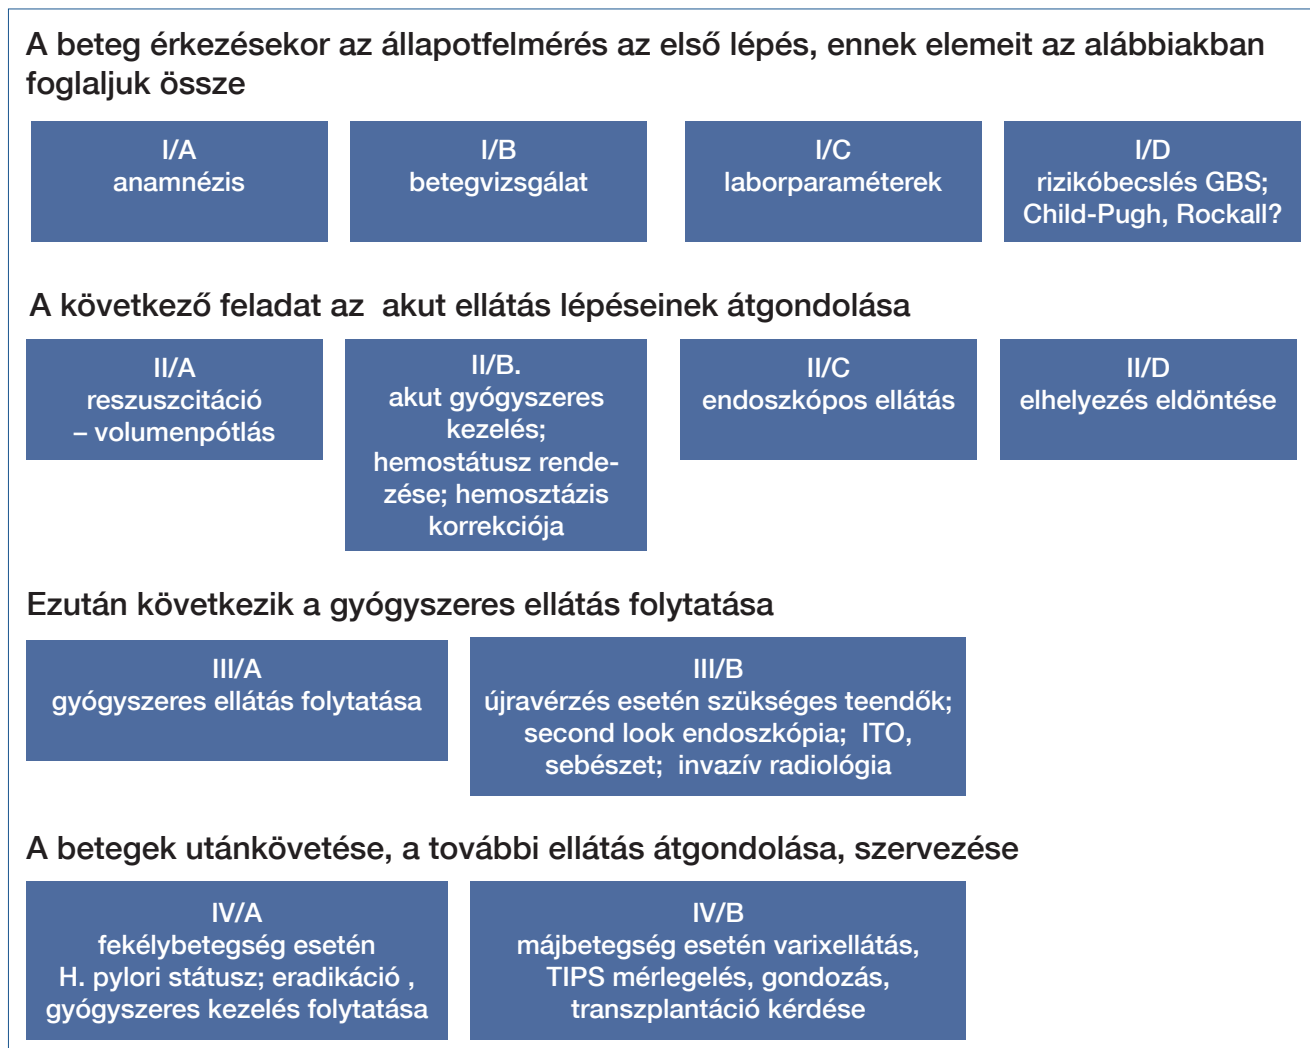 A beteg érkezésekor az állapotfelmérés az első lépés, ennek elemeit az alábbiakban
foglaljuk össze
I/A
anamnézis
I/B
betegvizsgálat
I/C
laborparaméterek
I/D
rizikóbecslés GBS;
Child-Pugh, Rockall?
A következő feladat az akut ellátás lépéseinek átgondolása
II/A
reszuszcitáció
– volumenpótlás
II/B.
akut gyógyszeres
kezelés;
hemostátusz rende-
zése; hemosztázis
korrekciója
II/C
endoszkópos ellátás
II/D
elhelyezés eldöntése
Ezután következik a gyógyszeres ellátás folytatása
III/A
gyógyszeres ellátás folytatása
III/B
újravérzés esetén szükséges teendők;
second look endoszkópia; ITO,
sebészet; invazív radiológia
A betegek utánkövetése, a további ellátás átgondolása, szervezése
IV/A
fekélybetegség esetén
H. pylori státusz; eradikáció ,
gyógyszeres kezelés folytatása
IV/B
májbetegség esetén varixellátás,
TIPS mérlegelés, gondozás,
transzplantáció kérdése